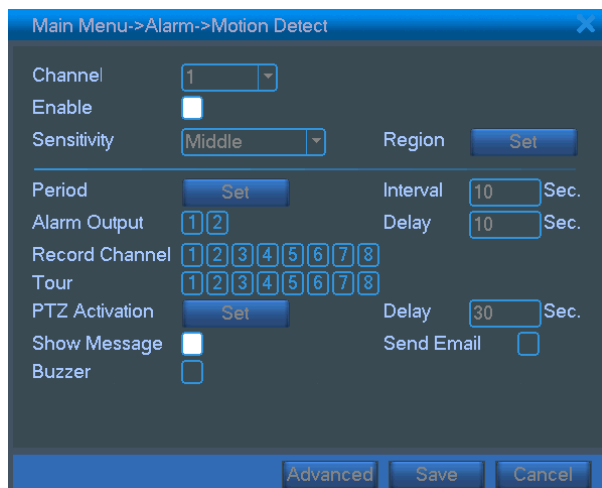 Main Menu->Alarm->Motion Detect
Channel 1
Enable
Sensitivity Middle Region Set
Period Set Interval 10 Sec.
Alarm Output 1 2 Delay 10 Sec.
Record Channel 1 2 3 4 5 6 7 8
Tour 1 2 3 4 5 6 7 8
PTZ Activation Set Delay 30 Sec.
Show Message Send Email
Buzzer
Advanced Save Cancel